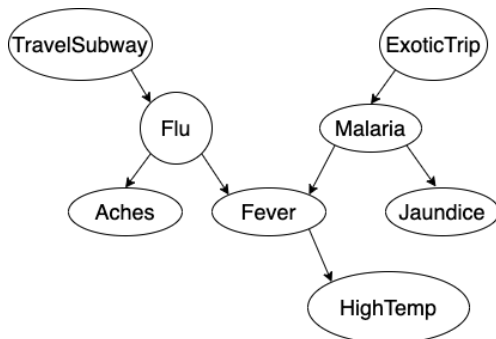 TravelSubway
ExoticTrip
Flu
Malaria
Aches
Fever
Jaundice
HighTemp